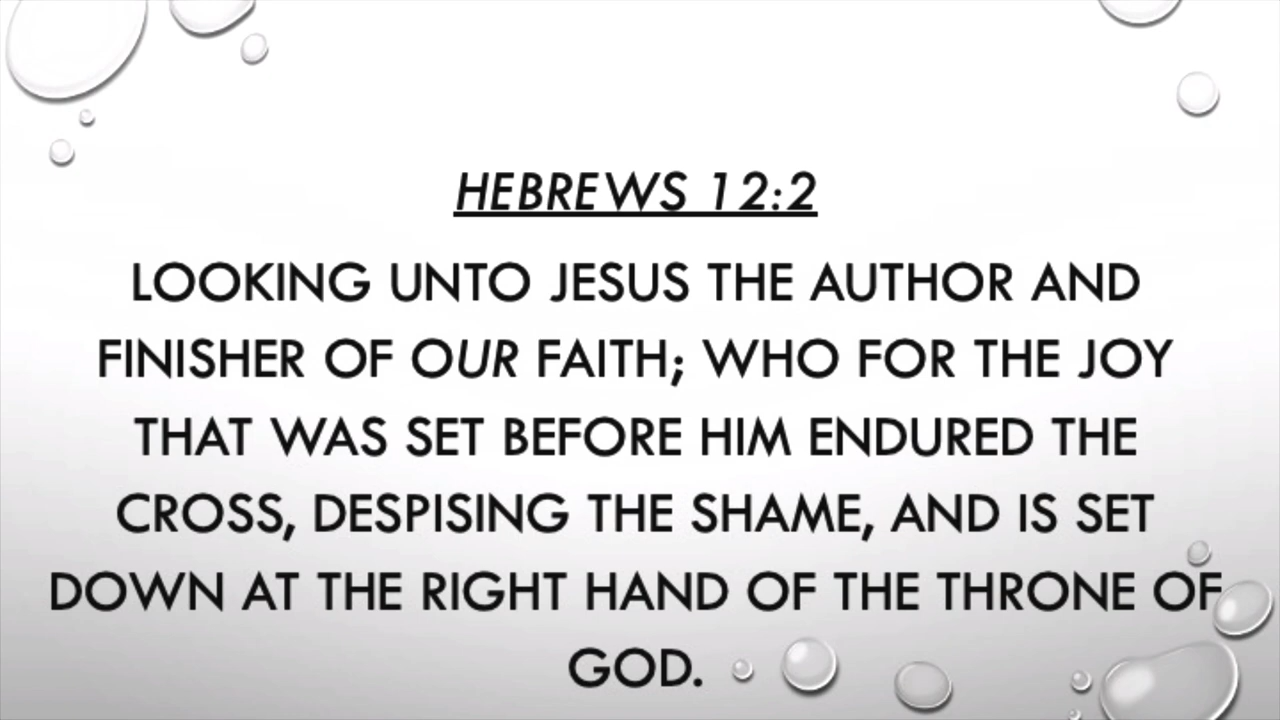 HEBREWS 12:2
LOOKING UNTO JESUS THE AUTHOR AND
FINISHER OF OUR FAITH; WHO FOR THE JOY
THAT WAS SET BEFORE HIM ENDURED THE
CROSS, DESPISING THE SHAME, AND IS SET
DOWN AT THE RIGHT HAND OF THE THRONE OF
GOD.